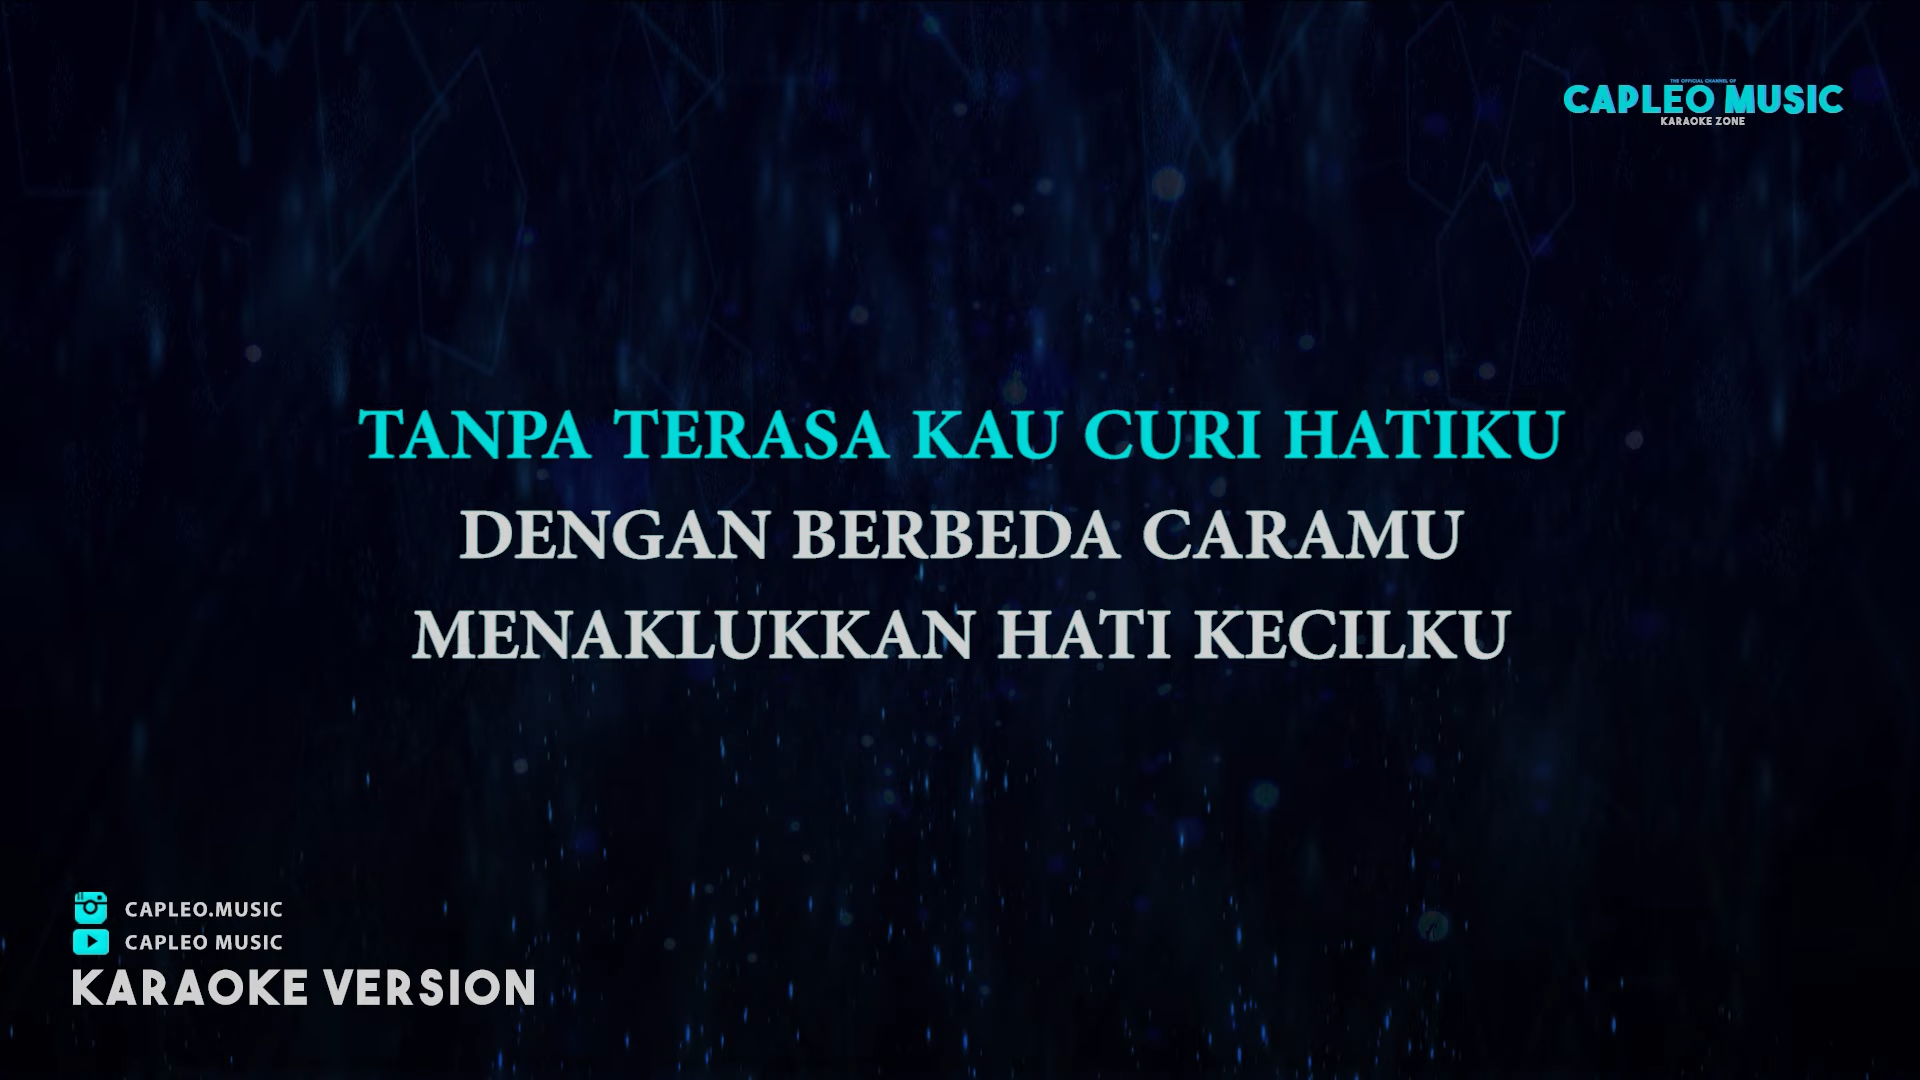 THE OFFICIAL CHANNEL OF
CAPLEO MUSIC
KARAOKE ZONE
TANPA TERASA KAU CURI HATIKU
DENGAN BERBEDA CARAMU
MENAKLUKKAN HATI KECILKU
CAPLEO.MUSIC
CAPLEO MUSIC
KARAOKE VERSION